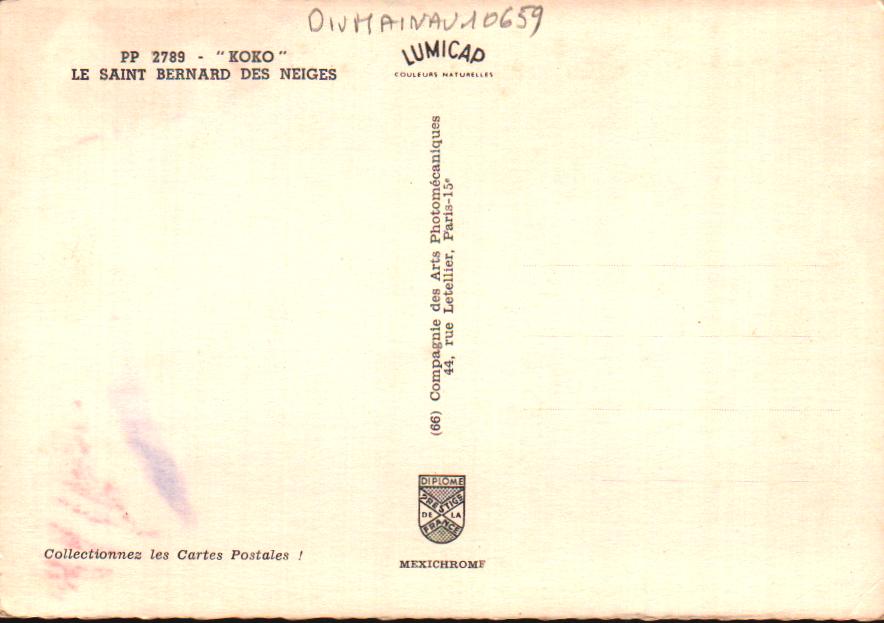 PP 2789 - "KOKO"
LE SAINT BERNARD DES NEIGES
LUMICAP
COULEURS NATURELLES
(66) Compagnie des Arts Photomécaniques
44, rue Letellier, Paris-15e
DIPLOME
PRESTIGE
DE LA
FRANCE
MEXICHROME
Collectionnez les Cartes Postales !